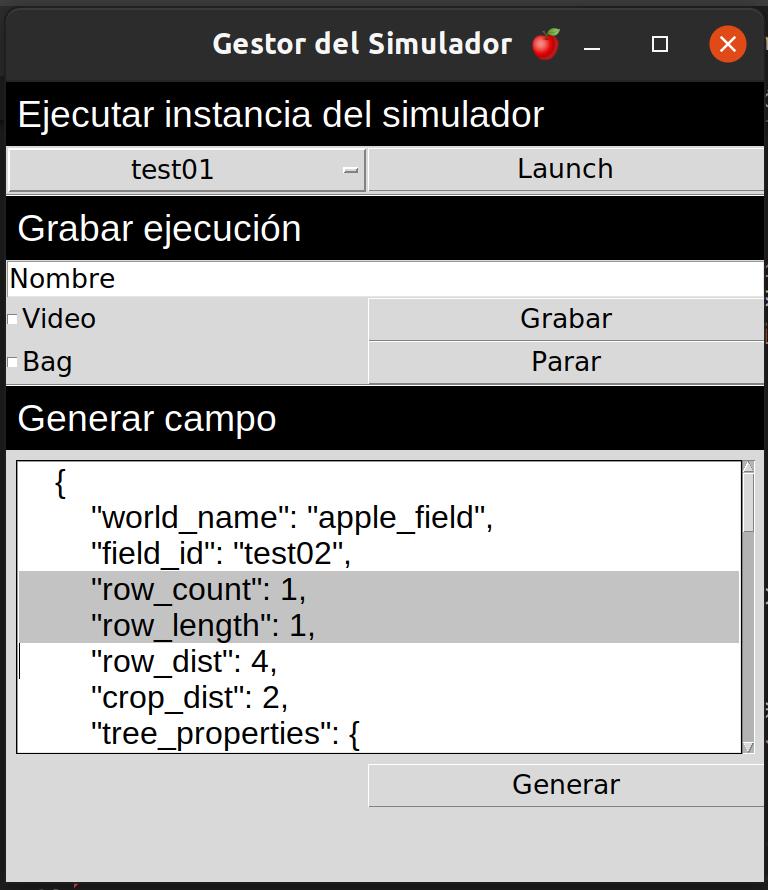 Gestor del Simulador 🍎
Ejecutar instancia del simulador
test01
Launch
Grabar ejecución
Nombre
Video
Grabar
Bag
Parar
Generar campo
{
"world_name": "apple_field",
"field_id": "test02",
"row_count": 1,
"row_length": 1,
"row_dist": 4,
"crop_dist": 2,
"tree_properties": {
Generar